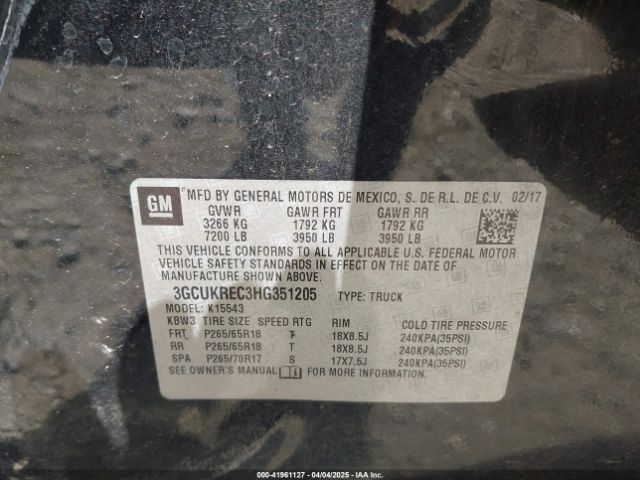 GM MFD BY GENERAL MOTORS DE MEXICO, S. DE R.L. DE C.V. 02/17
GVWR GAWR FRT GAWR RR
3266 KG 1792 KG 1792 KG
7200 LB 3950 LB 3950 LB
THIS VEHICLE CONFORMS TO ALL APPLICABLE U.S. FEDERAL MOTOR
VEHICLE SAFETY STANDARDS IN EFFECT ON THE DATE OF
MANUFACTURE SHOWN ABOVE.
3GCUKREC3HG351205 TYPE: TRUCK
MODEL: K15543
KBW3 TIRE SIZE SPEED RTG RIM COLD TIRE PRESSURE
FRT P265/65R18 T 18X8.5J 240KPA(35PSI)
RR P265/65R18 T 18X8.5J 240KPA(35PSI)
SPA P265/70R17 S 17X7.5J 240KPA(35PSI)
SEE OWNER'S MANUAL FOR MORE INFORMATION.
000-41961127 - 04/04/2025 - IAA Inc.